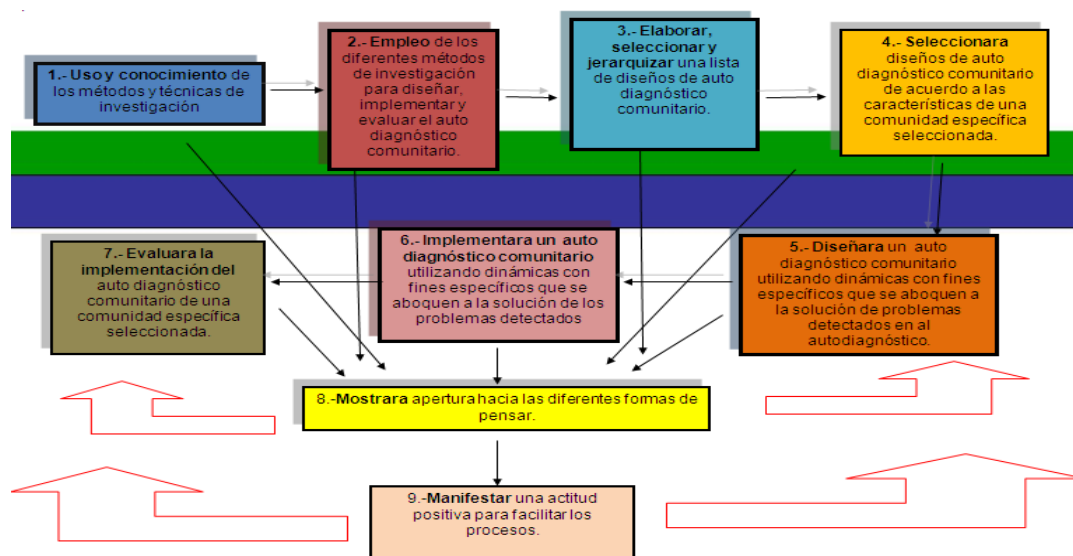 1.- Uso y conocimiento de
los métodos y técnicas de
investigación
2.- Empleo de los
diferentes métodos
de investigación
para diseñar,
implementar y
evaluar el auto
diagnóstico
comunitario.
3.- Elaborar,
seleccionar y
jerarquizar una lista
de diseños de auto
diagnóstico
comunitario.
4.- Seleccionara
diseños de auto
diagnóstico comunitario
de acuerdo a las
características de una
comunidad específica
seleccionada.
7.- Evaluara la
implementación del
auto diagnóstico
comunitario de una
comunidad específica
seleccionada.
6.- Implementara un auto
diagnóstico comunitario
utilizando dinámicas con
fines específicos que se
aboquen a la solución de los
problemas detectados
5.- Diseñara un auto
diagnóstico comunitario
utilizando dinámicas con fines
específicos que se aboquen a
la solución de problemas
detectados en al
autodiagnóstico.
8.-Mostrara apertura hacia las diferentes formas de
pensar.
9.-Manifestar una actitud
positiva para facilitar los
procesos.